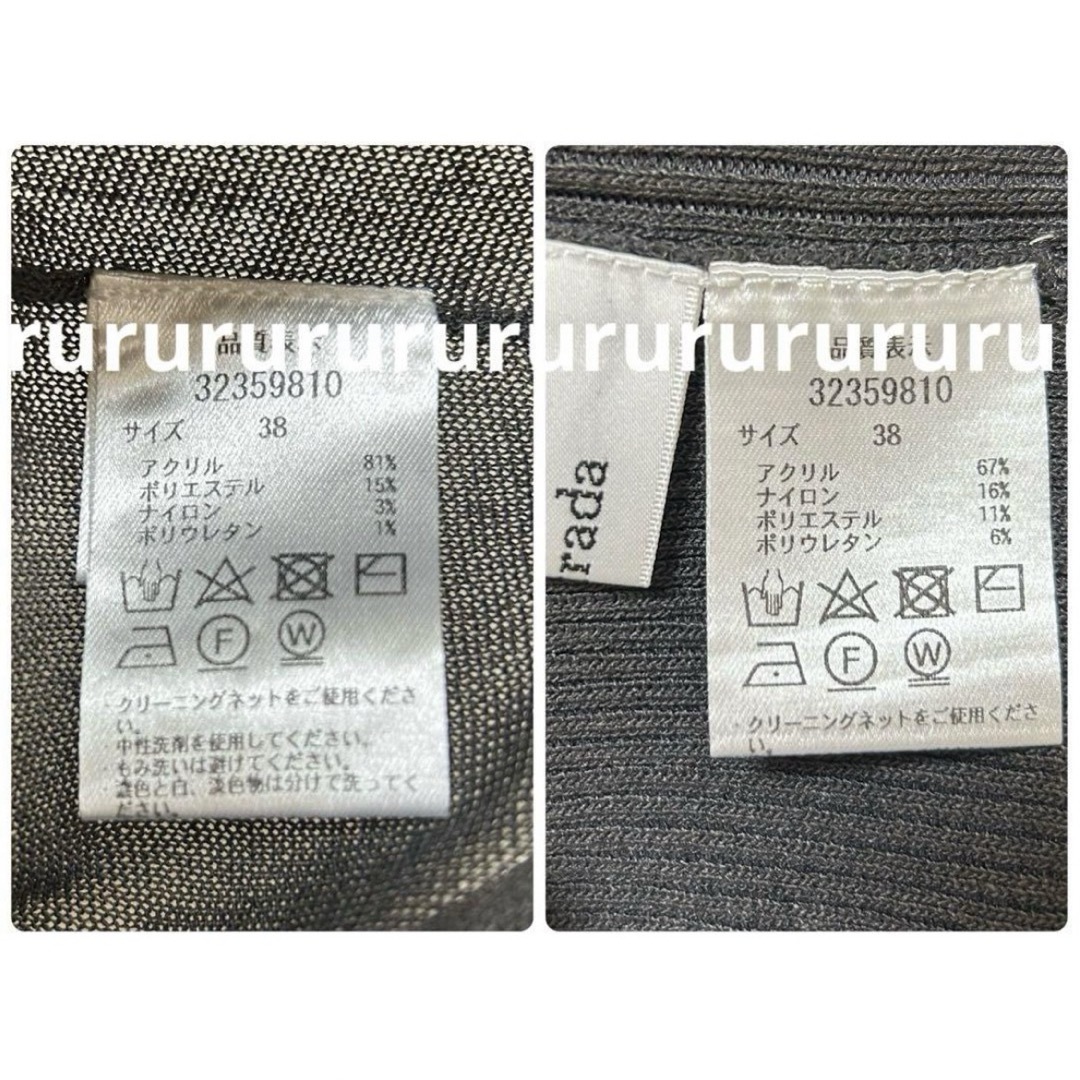 rurururururururururururu
品質表示
32359810
サイズ 38
アクリル 81%
ポリエステル 15%
ナイロン 3%
ポリウレタン 1%
F W
・クリーニングネットをご使用くださ
い。
・中性洗剤を使用してください。
・もみ洗いは避けてください。
・濃色と白、淡色物は分けて洗ってく
ださい。
rada
品質表示
32359810
サイズ 38
アクリル 67%
ナイロン 16%
ポリエステル 11%
ポリウレタン 6%
F W
・クリーニングネットをご使用くださ
い。